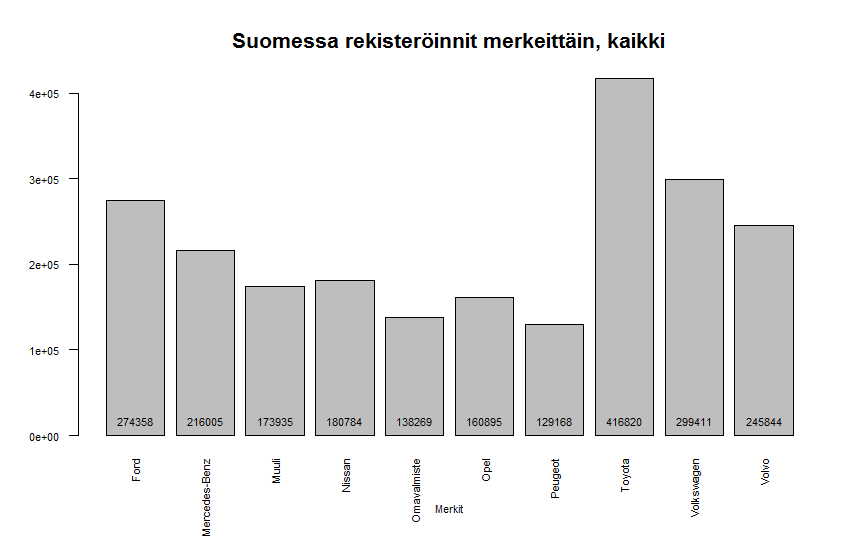 Suomessa rekisteröinnit merkeittäin, kaikki
4e+05
3e+05
2e+05
1e+05
0e+00
274358 216005 173935 180784 138269 160895 129168 416820 299411 245844
Ford Mercedes-Benz Muuli Nissan Omavalmiste Opel Peugeot Toyota Volkswagen Volvo
Merkit